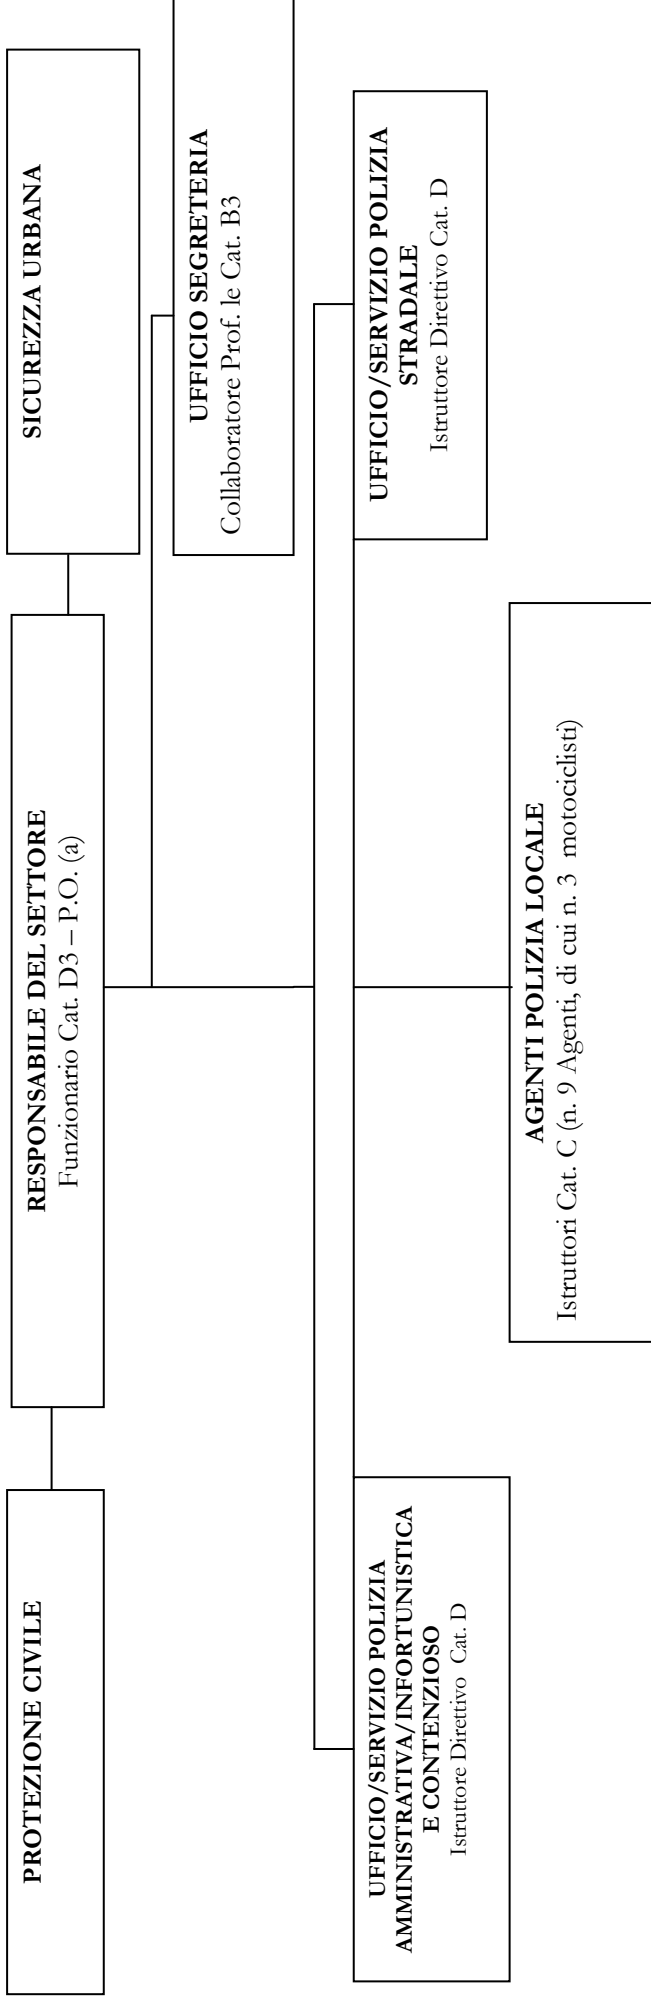 PROTEZIONE CIVILE
RESPONSABILE DEL SETTORE
Funzionario Cat. D3 – P.O. (a)
SICUREZZA URBANA
UFFICIO SEGRETERIA
Collaboratore Prof. le Cat. B3
UFFICIO/SERVIZIO POLIZIA
AMMINISTRATIVA/INFORTUNISTICA
E CONTENZIOSO
Istruttore Direttivo Cat. D
UFFICIO/SERVIZIO POLIZIA
STRADALE
Istruttore Direttivo Cat. D
AGENTI POLIZIA LOCALE
Istruttori Cat. C (n. 9 Agenti, di cui n. 3 motociclisti)